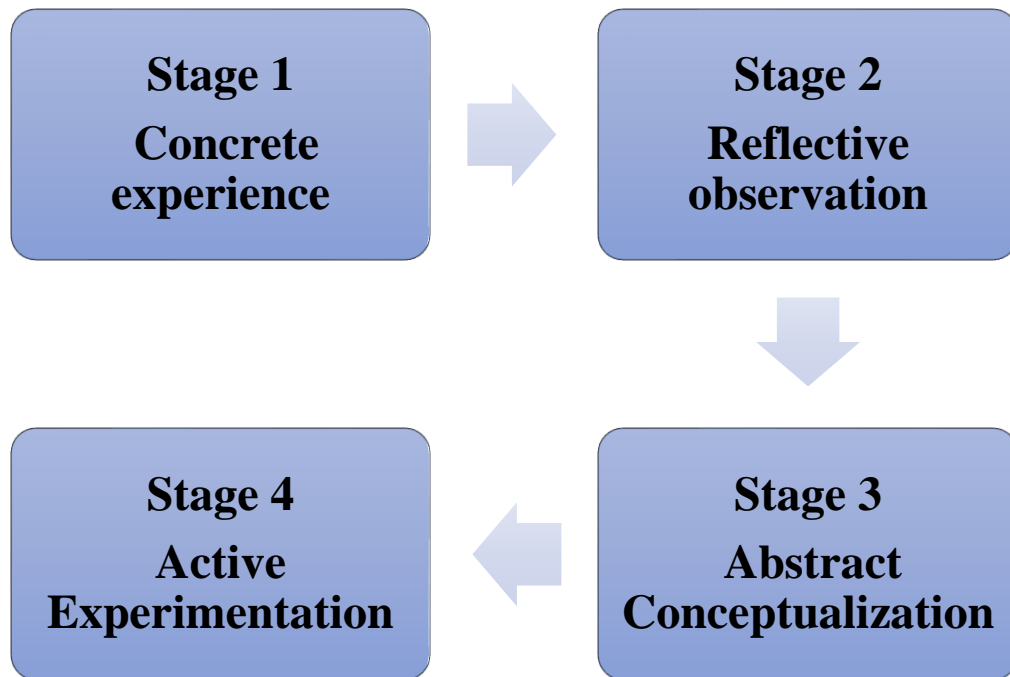 Stage 1
Concrete
experience
Stage 2
Reflective
observation
Stage 3
Abstract
Conceptualization
Stage 4
Active
Experimentation